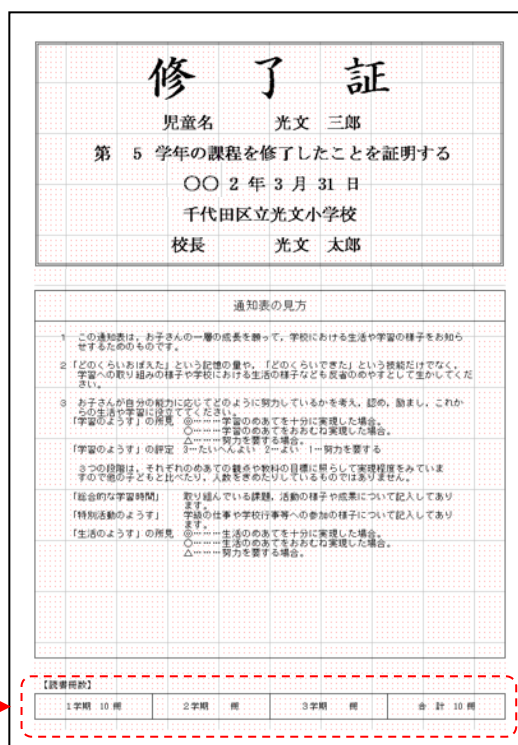 修 了 証
児童名 光文 三郎
第 5 学年の課程を修了したことを証明する
〇〇 2 年 3 月 31 日
千代田区立光文小学校
校長 光文 太郎
通知表の見方
1 この通知表は,お子さんの一層の成長を願って,学校における生活や学習の様子をお知ら
せするためのものです。
2「どのくらいおぼえた」という記憶の量や,「どのくらいできた」という技能だけでなく,
学習への取り組みの様子や学校における生活の様子なども反省のめやすとして生かしてくだ
さい。
3 お子さんが自分の能力に応じてどのように努力しているかを考え,認め,励まし,これか
らの生活や学習に役立ててください。
「学習のようす」の所見 ◎………学習のめあてを十分に実現した場合。
〇………学習のめあてをおおむね実現した場合。
△………努力を要する場合。
「学習のようす」の評定 3…たいへんよい 2…よい 1…努力を要する
3つの段階は,それぞれのめあての観点や教科の目標に照らして実現程度をみていま
すので他の子どもと比べたり,人数をきめたりしているものではありません。
「総合的な学習時間」 取り組んでいる課題,活動の様子や成果について記入してあり
ます。
「特別活動のようす」 学級の仕事や学校行事等への参加の様子について記入してあり
ます。
「生活のようす」の所見 ◎………生活のめあてを十分に実現した場合。
〇………生活のめあてをおおむね実現した場合。
△………努力を要する場合。
【読書冊数】
1学期 10 冊 2学期 冊 3学期 冊 合 計 10 冊